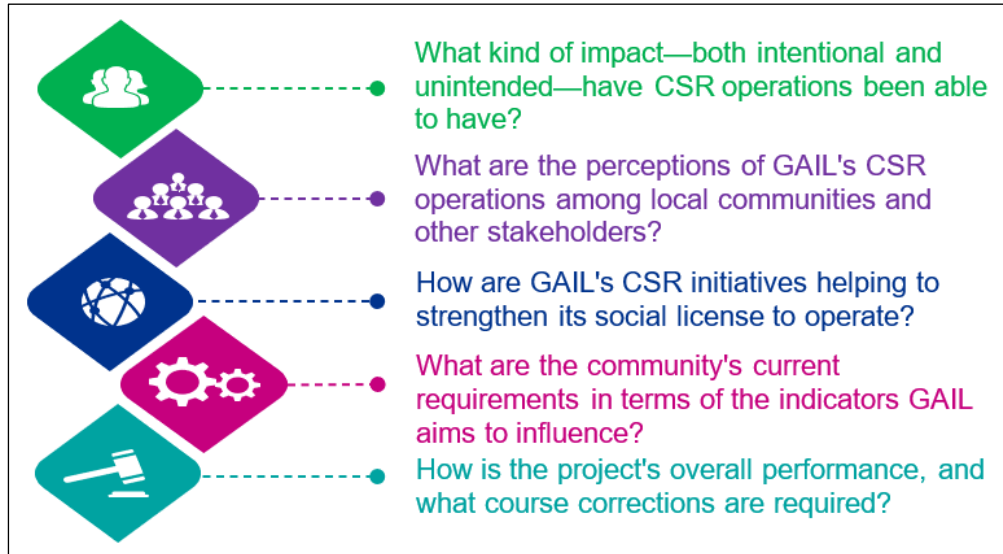 What kind of impact—both intentional and
unintended—have CSR operations been able
to have?
What are the perceptions of GAIL's CSR
operations among local communities and
other stakeholders?
How are GAIL's CSR initiatives helping to
strengthen its social license to operate?
What are the community's current
requirements in terms of the indicators GAIL
aims to influence?
How is the project's overall performance, and
what course corrections are required?